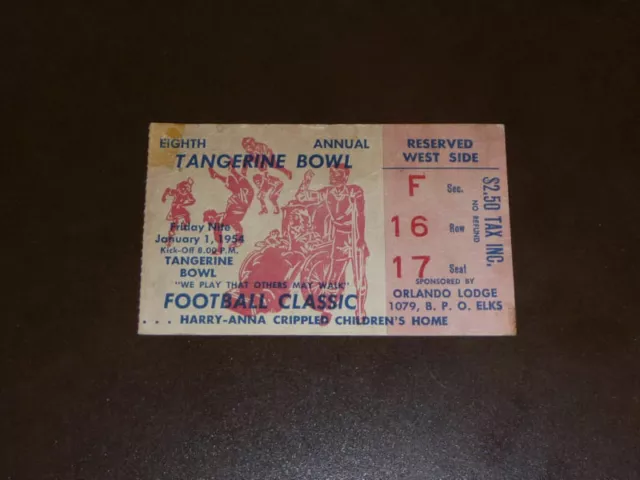 EIGHTH ANNUAL
TANGERINE BOWL
Friday Nite
January 1, 1954
Kick-Off 8:00 P.M.
TANGERINE
BOWL
"WE PLAY THAT OTHERS MAY WALK"
FOOTBALL CLASSIC
. . . HARRY-ANNA CRIPPLED CHILDREN'S HOME
RESERVED
WEST SIDE
F Sec.
16 Row
17 Seat
SPONSORED BY
ORLANDO LODGE
1079, B. P. O. ELKS
$2.50 TAX INC.
NO REFUND